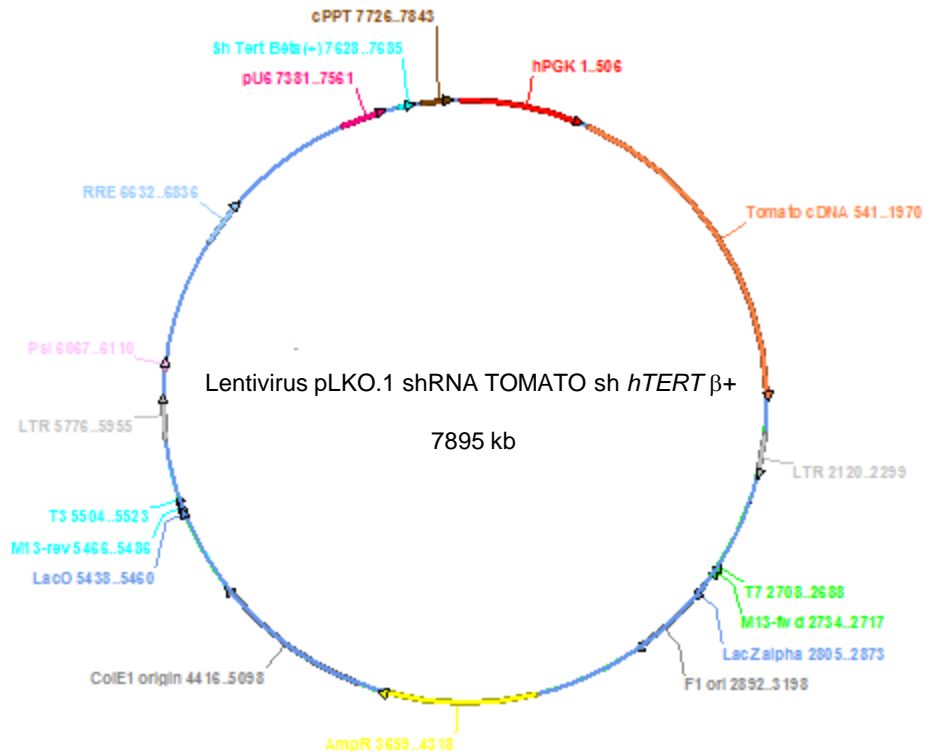 cPPT 7726..7843
Sh Tert Béta(+) 7628..7685
hPGK 1..506
pU6 7381..7561
RRE 6632..6836
Tomato cDNA 541..1970
Psi 6067..6110
Lentivirus pLKO.1 shRNA TOMATO sh hTERT β+
LTR 5776..5955
7895 kb
LTR 2120..2299
T3 5504..5523
M13-rev 5466..5486
LacO 5438..5460
T7 2708..2688
M13-fwd 2734..2717
LacZalpha 2805..2873
ColE1 origin 4416..5098
F1 ori 2892..3198
AmpR 3659..4318